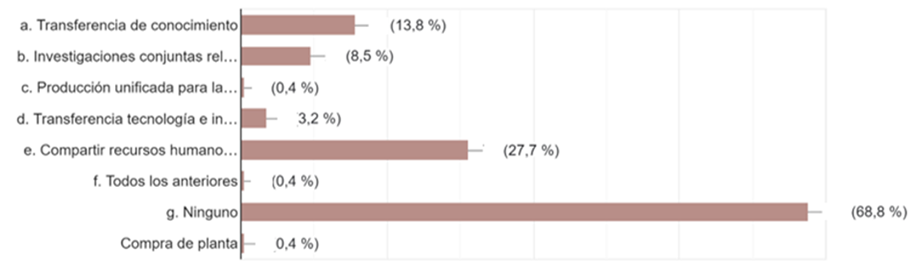 a. Transferencia de conocimiento (13,8 %)
b. Investigaciones conjuntas rel... (8,5 %)
c. Producción unificada para la... (0,4 %)
d. Transferencia tecnología e in... 3,2 %)
e. Compartir recursos humano... (27,7 %)
f. Todos los anteriores (0,4 %)
g. Ninguno (68,8 %)
Compra de planta 0,4 %)